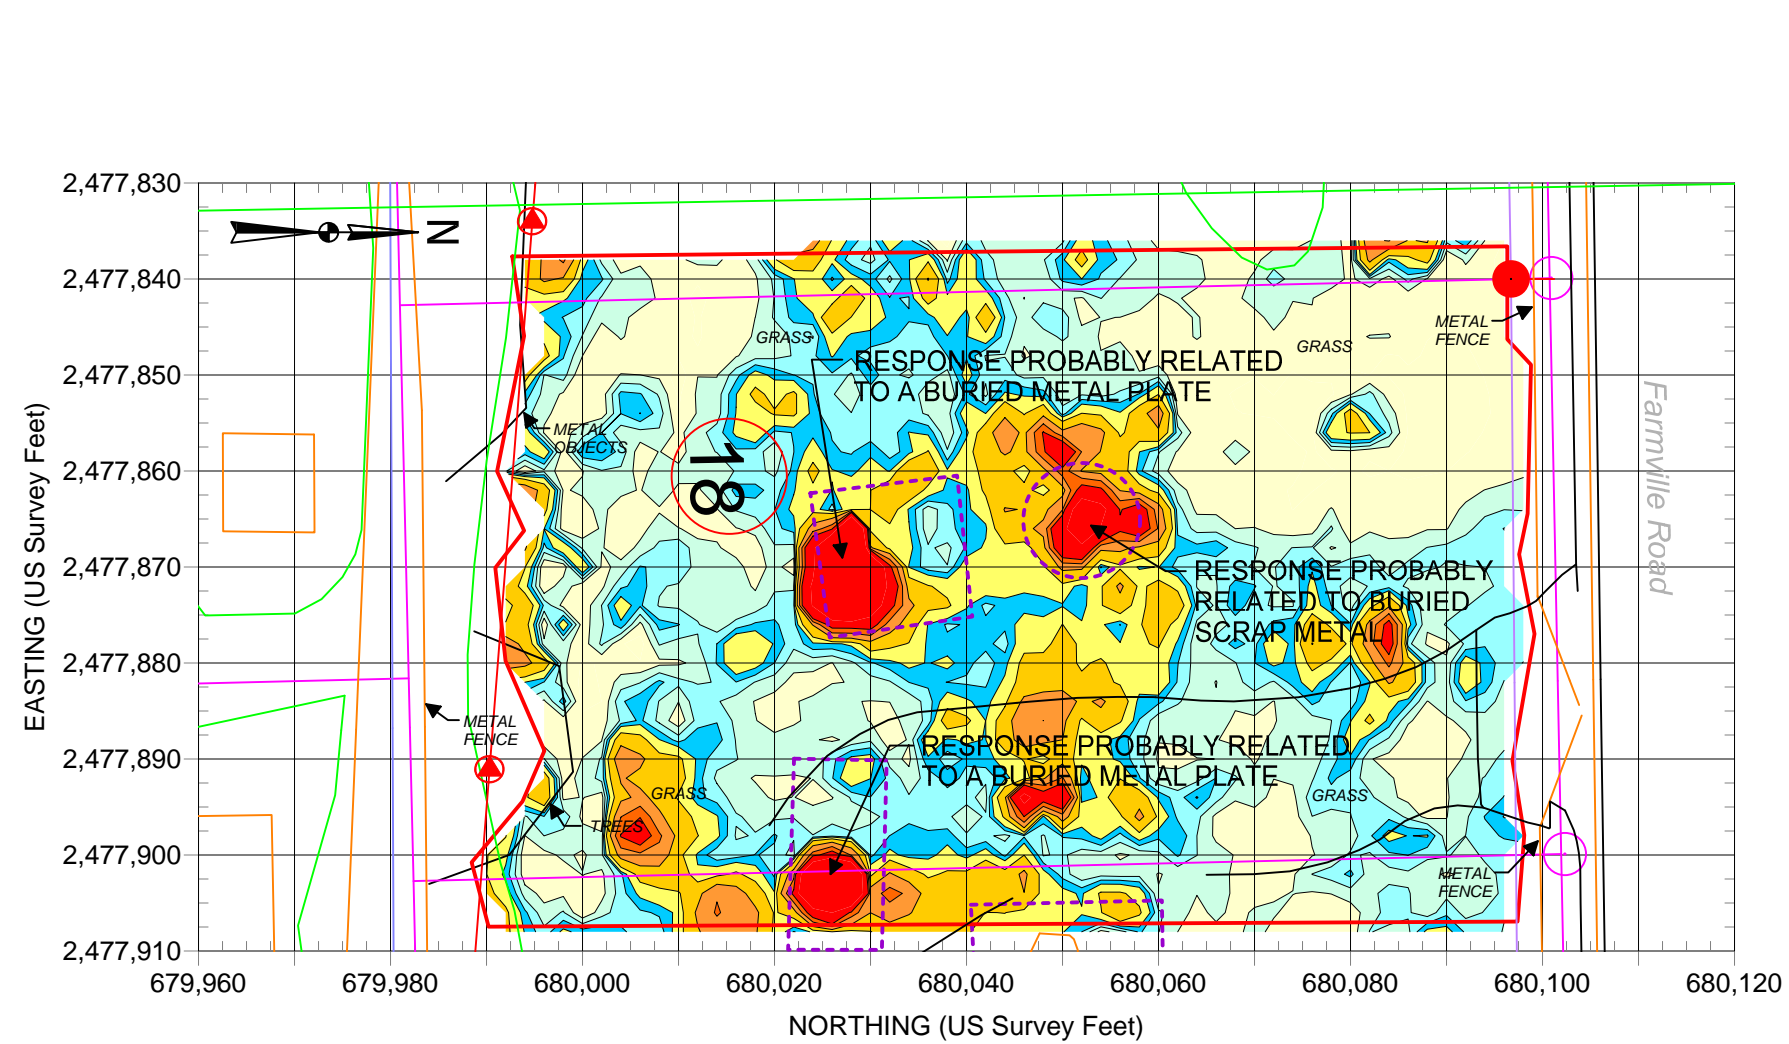 2,477,830
2,477,840
2,477,850
2,477,860
2,477,870
2,477,880
2,477,890
2,477,900
2,477,910
EASTING (US Survey Feet)
679,960
679,980
680,000
680,020
680,040
680,060
680,080
680,100
680,120
NORTHING (US Survey Feet)
N
GRASS
RESPONSE PROBABLY RELATED
TO A BURIED METAL PLATE
GRASS
METAL
FENCE
METAL
OBJECTS
18
Farmville Road
RESPONSE PROBABLY
RELATED TO BURIED
SCRAP METAL
METAL
FENCE
RESPONSE PROBABLY RELATED
TO A BURIED METAL PLATE
GRASS
GRASS
TREES
METAL
FENCE